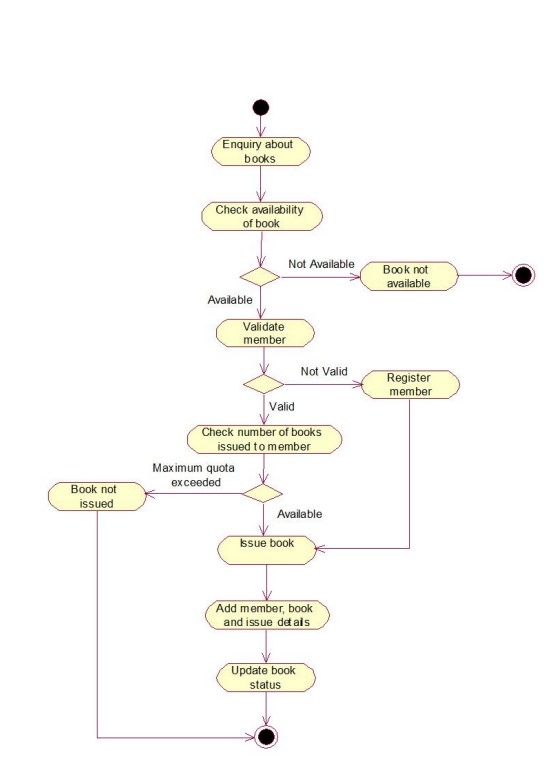 Enquiry about
books
Check availability
of book
Not Available
Book not
available
Available
Validate
member
Not Valid
Register
member
Valid
Check number of books
issued to member
Maximum quota
exceeded
Book not
issued
Available
Issue book
Add member, book
and issue details
Update book
status